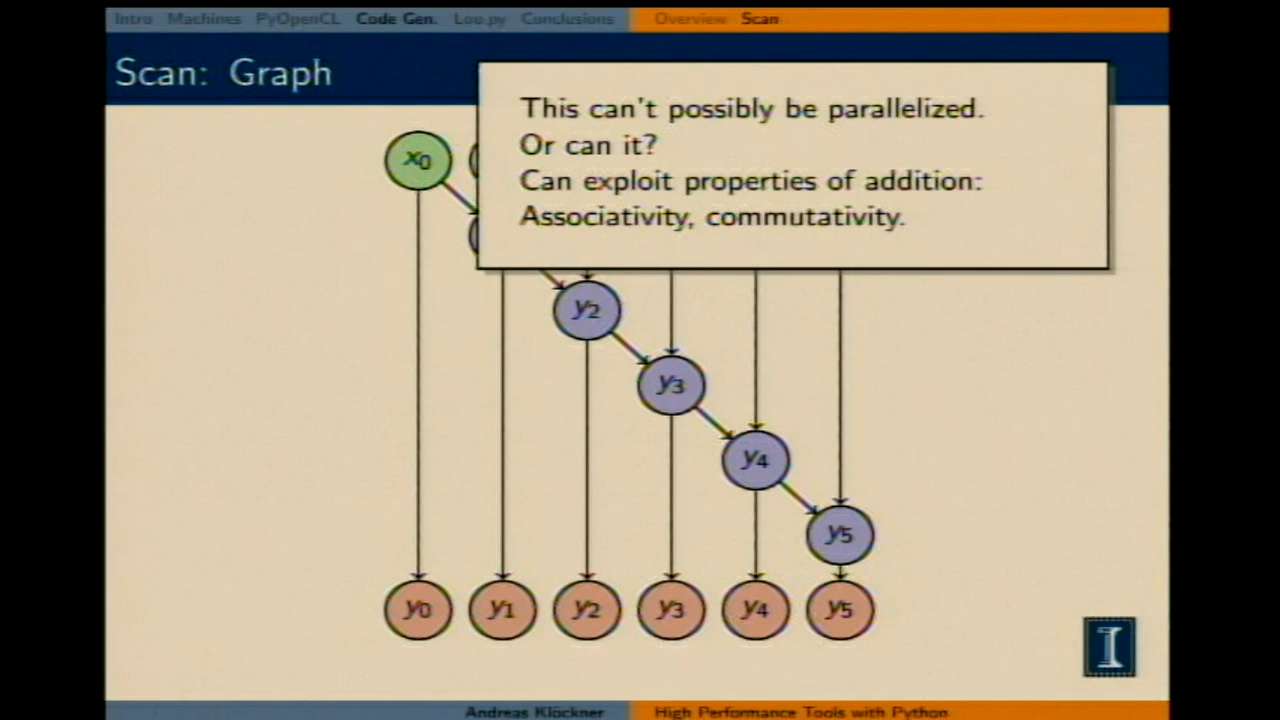 Intro Machines PyOpenCL Code Gen. Loo.py Conclusions Overview Scan
Scan: Graph
This can't possibly be parallelized.
Or can it?
Can exploit properties of addition:
Associativity, commutativity.
x0
y2
y3
y4
y5
y0 y1 y2 y3 y4 y5
I
Andreas Klöckner High Performance Tools with Python